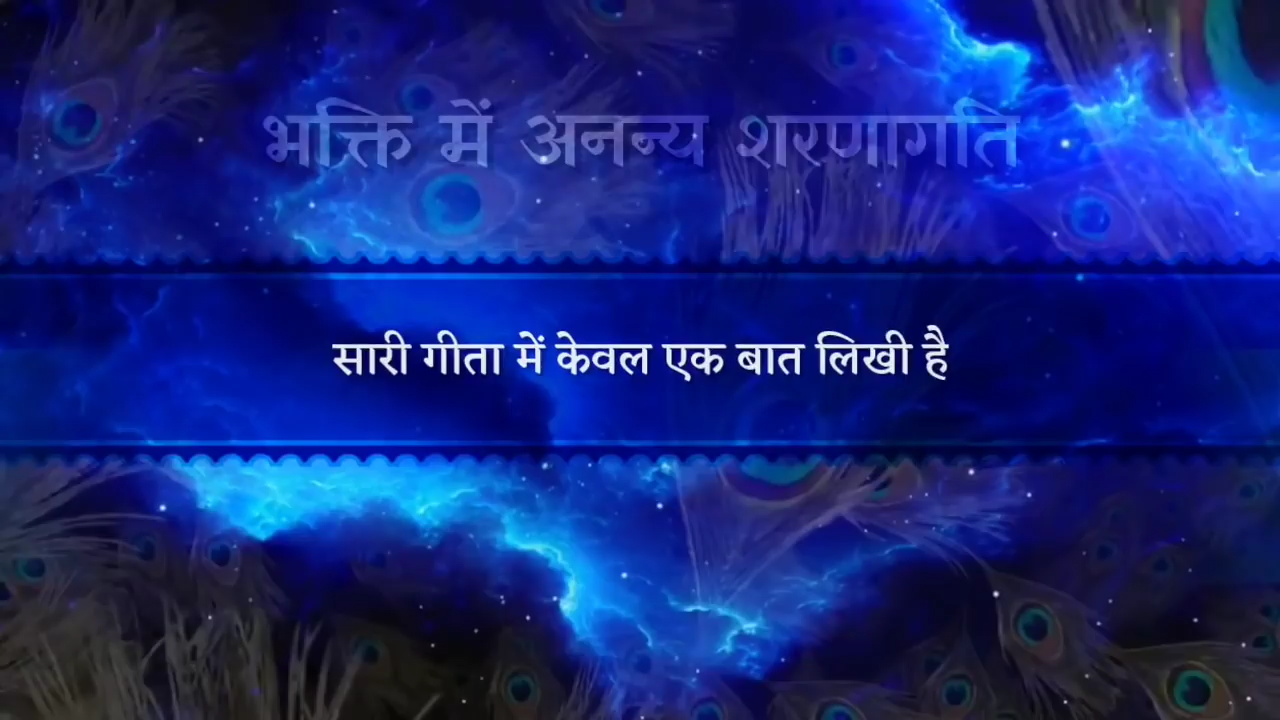 भक्ति में अनन्य शरणागति
सारी गीता में केवल एक बात लिखी है